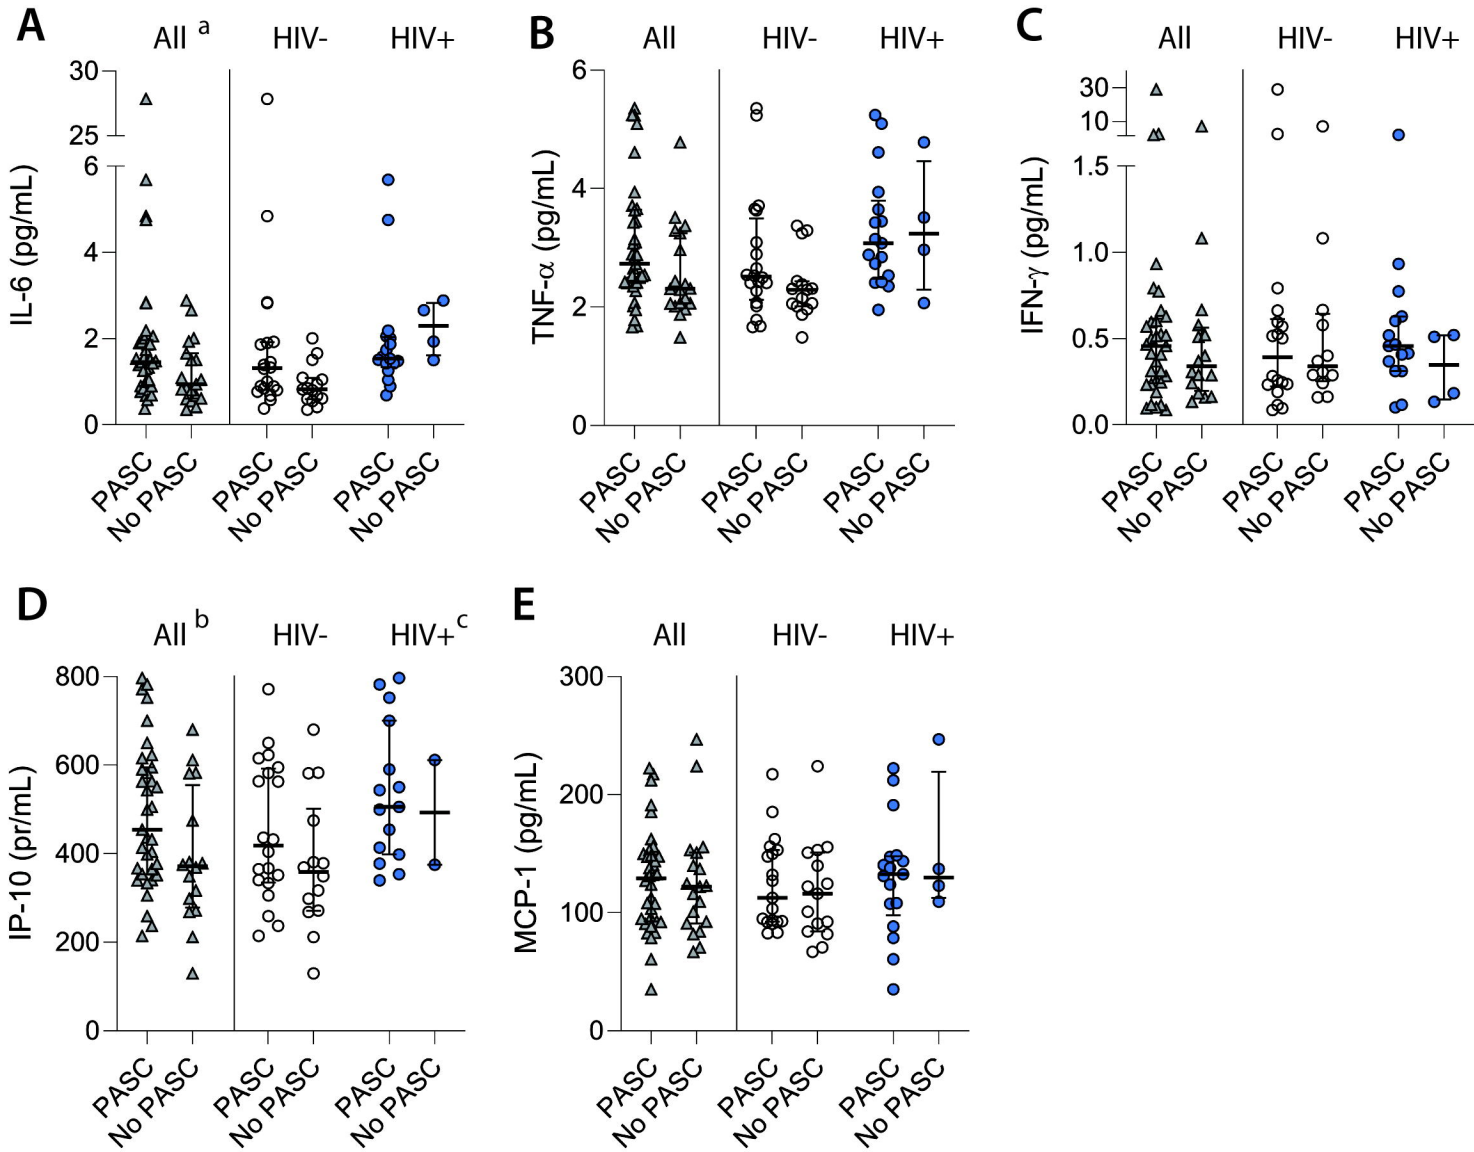 A
All a
HIV-
HIV+
IL-6 (pg/mL)
30
25
6
4
2
0
PASC
No PASC
PASC
No PASC
PASC
No PASC
B
All
HIV-
HIV+
TNF-α (pg/mL)
6
4
2
0
PASC
No PASC
PASC
No PASC
PASC
No PASC
C
All
HIV-
HIV+
IFN-γ (pg/mL)
30
10
1.5
1.0
0.5
0.0
PASC
No PASC
PASC
No PASC
PASC
No PASC
D
All b
HIV-
HIV+ c
IP-10 (pr/mL)
800
600
400
200
0
PASC
No PASC
PASC
No PASC
PASC
No PASC
E
All
HIV-
HIV+
MCP-1 (pg/mL)
300
200
100
0
PASC
No PASC
PASC
No PASC
PASC
No PASC